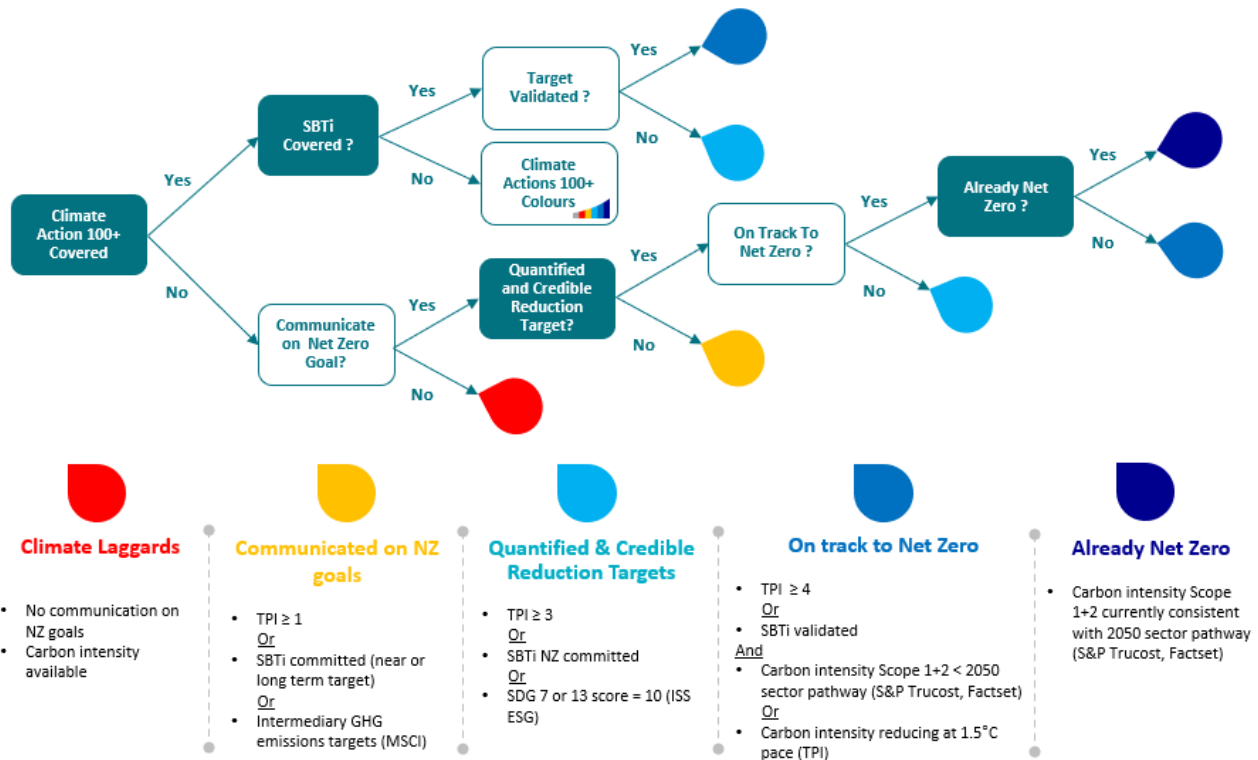 Yes
Target
Validated ?
No
Yes
SBTi
Covered ?
No
Climate
Actions 100+
Colours
Yes
Climate
Action 100+
Covered
No
Communicate
on Net Zero
Goal?
Yes
No
Quantified
and Credible
Reduction
Target?
Yes
No
On Track To
Net Zero ?
Yes
No
Already Net
Zero ?
Yes
No
Climate Laggards
• No communication on
NZ goals
• Carbon intensity
available
Communicated on NZ
goals
• TPI ≥ 1
Or
• SBTi committed (near or
long term target)
Or
• Intermediary GHG
emissions targets (MSCI)
Quantified & Credible
Reduction Targets
• TPI ≥ 3
Or
• SBTi NZ committed
Or
• SDG 7 or 13 score = 10 (ISS
ESG)
On track to Net Zero
• TPI ≥ 4
Or
• SBTi validated
And
• Carbon intensity Scope 1+2 < 2050
sector pathway (S&P Trucost, Factset)
Or
• Carbon intensity reducing at 1.5°C
pace (TPI)
Already Net Zero
• Carbon intensity Scope
1+2 currently consistent
with 2050 sector pathway
(S&P Trucost, Factset)